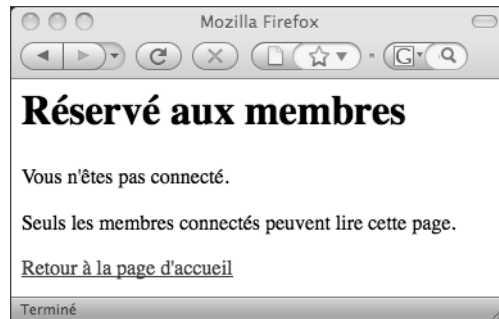 Mozilla Firefox
G
Réservé aux membres
Vous n'êtes pas connecté.
Seuls les membres connectés peuvent lire cette page.
Retour à la page d'accueil
Terminé